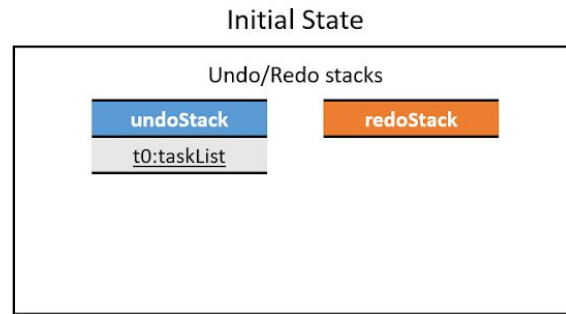 Initial State
Undo/Redo stacks
undoStack
redoStack
t0:taskList